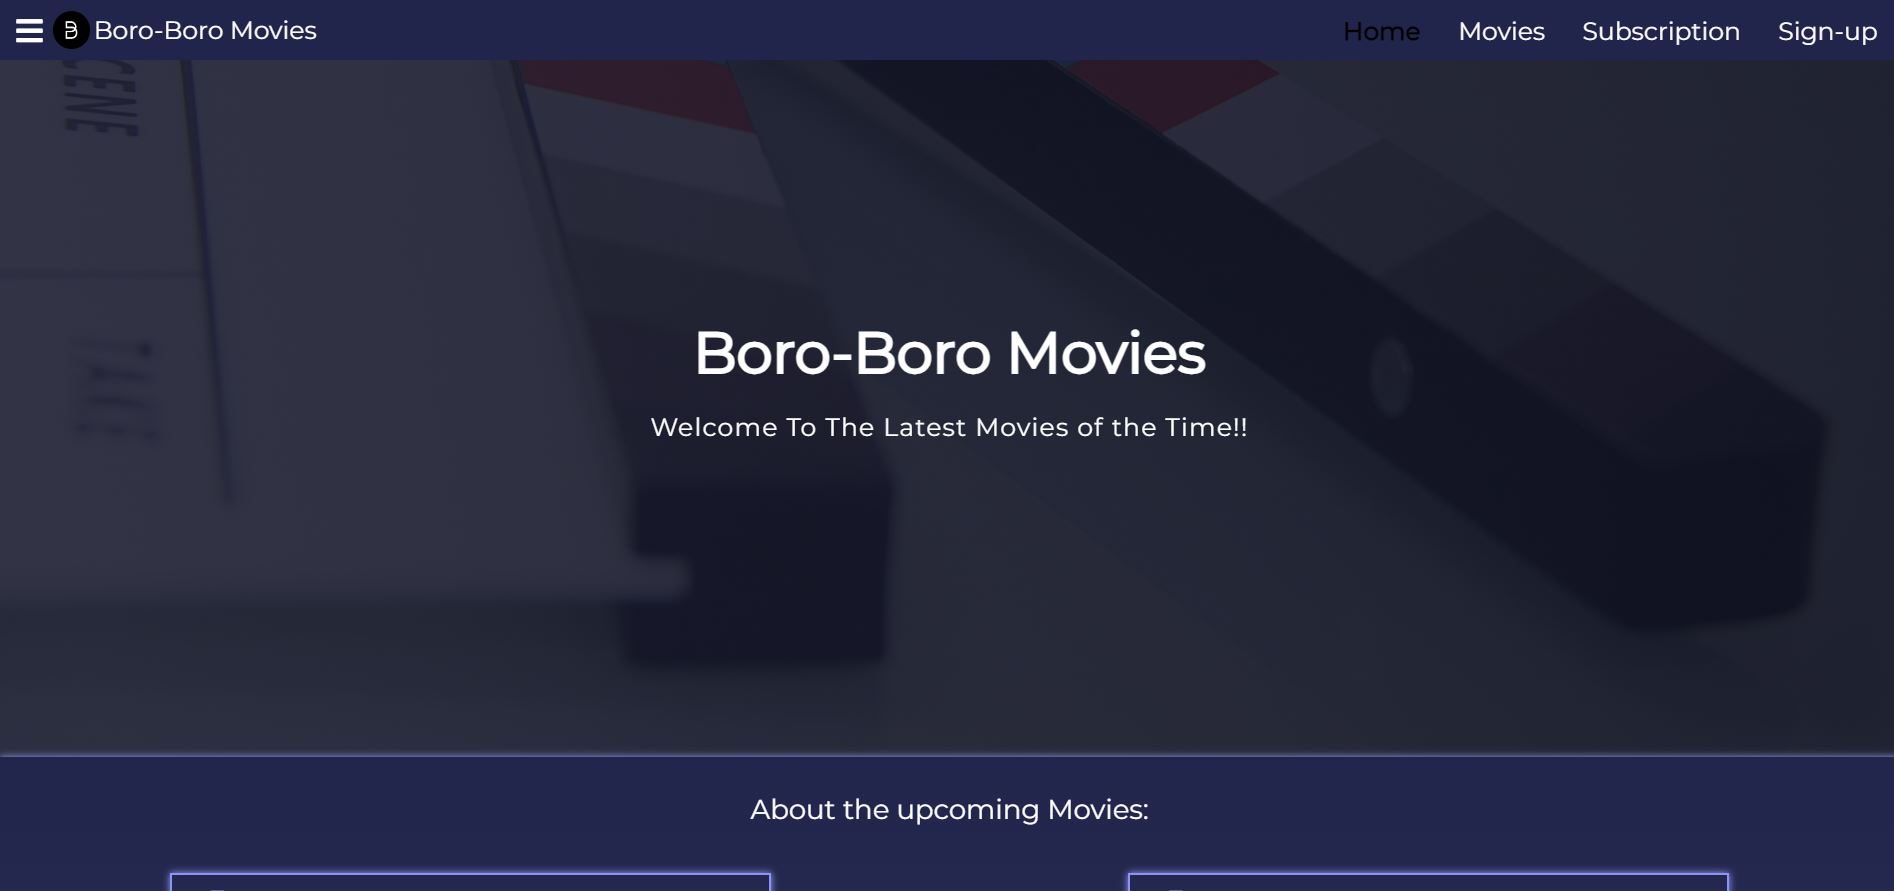 Boro-Boro Movies
Home Movies Subscription Sign-up
CENE
TAKE
Boro-Boro Movies
Welcome To The Latest Movies of the Time!!
About the upcoming Movies: